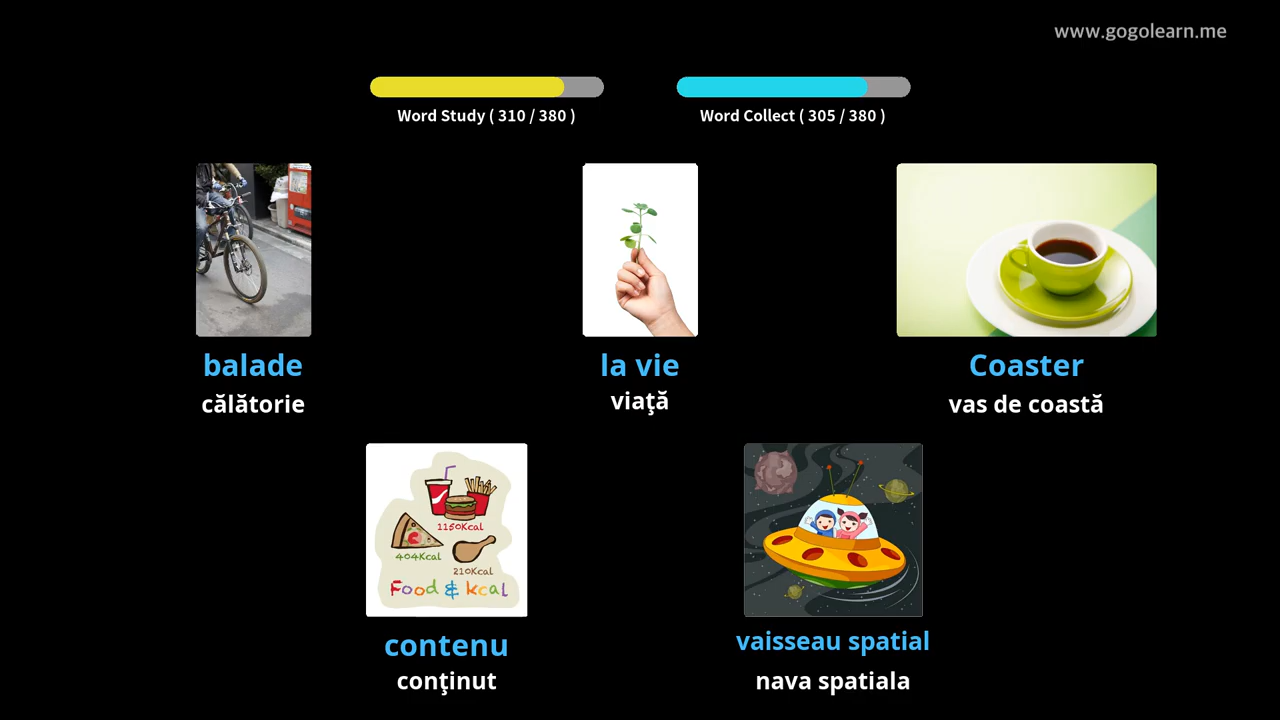 www.gogolearn.me
Word Study ( 310 / 380 )
Word Collect ( 305 / 380 )
balade
călătorie
la vie
viaţă
Coaster
vas de coastă
1150Kcal
404Kcal
210Kcal
Food & kcal
contenu
conţinut
vaisseau spatial
nava spatiala